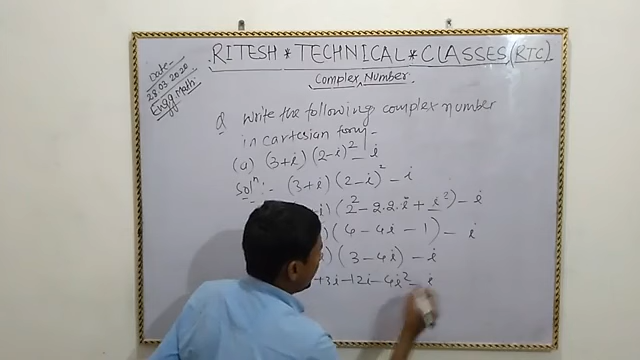 RITESH * TECHNICAL * CLASSES (RTC)
Complex Number
Date-
28.03.2020
Engg Math:
Q Write the following complex number
in cartesian form-
(a) (3+i) (2-i)² - i
Solⁿ:- (3+i) (2-i)² - i
i) (2² - 2.2.i + i²) - i
) (4 - 4i - 1) - i
) (3 - 4i) - i
+3i - 12i - 4i² - i